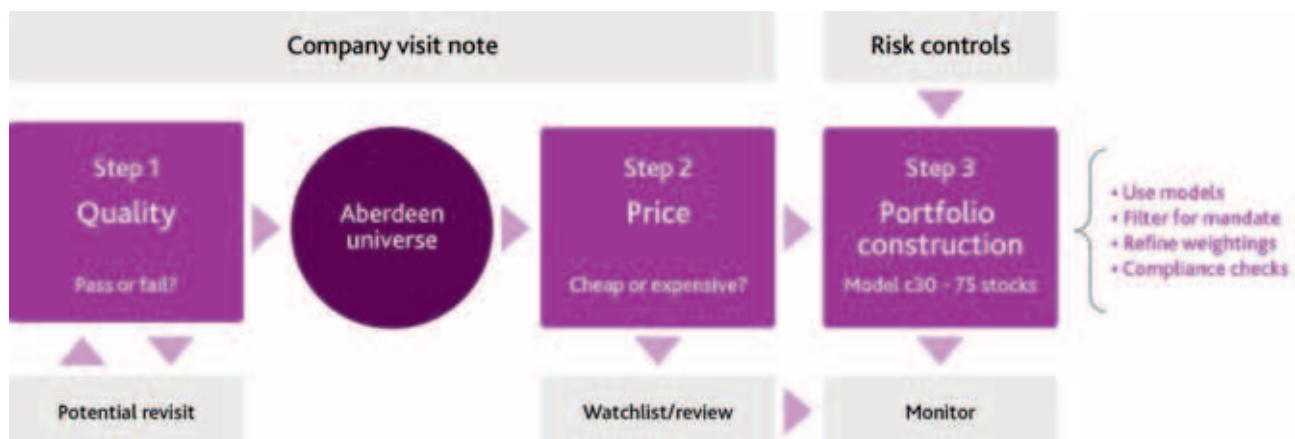 Company visit note
Risk controls
Step 1
Quality
Pass or fail?
Aberdeen
universe
Step 2
Price
Cheap or expensive?
Step 3
Portfolio
construction
Model c30 - 75 stocks
• Use models
• Filter for mandate
• Refine weightings
• Compliance checks
Potential revisit
Watchlist/review
Monitor